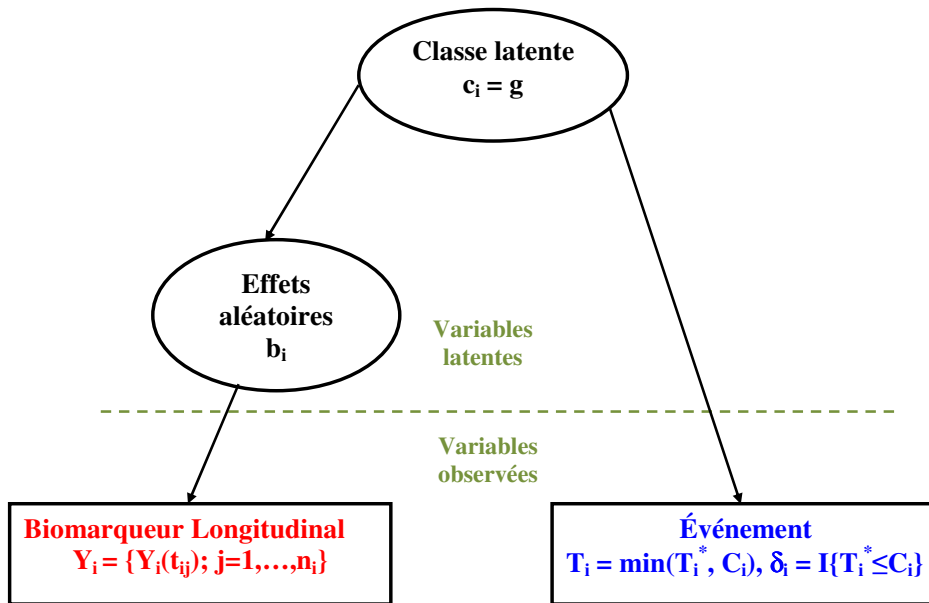 Classe latente
cᵢ = g
Effets
aléatoires
bᵢ
Variables
latentes
Variables
observées
Biomarqueur Longitudinal
Yᵢ = {Yᵢ(tᵢⱼ); j=1,…,nᵢ}
Événement
Tᵢ = min(Tᵢ*, Cᵢ), δᵢ = I{Tᵢ*≤Cᵢ}